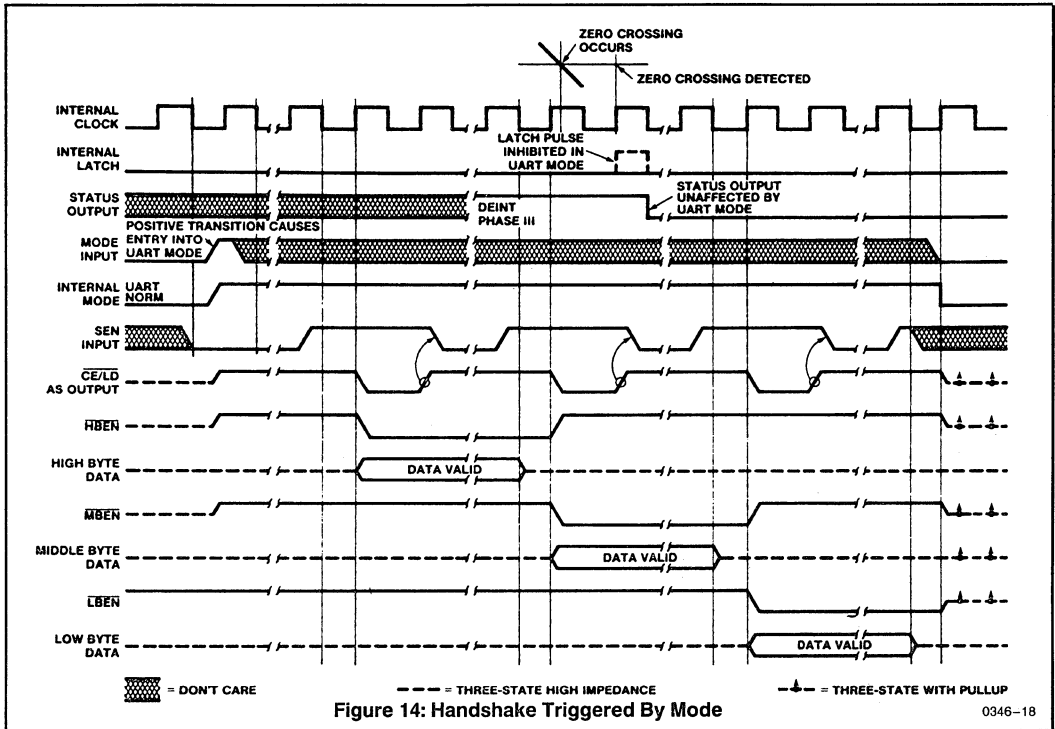 ZERO CROSSING
OCCURS
ZERO CROSSING DETECTED
INTERNAL
CLOCK
LATCH PULSE
INHIBITED IN
UART MODE
INTERNAL
LATCH
STATUS
OUTPUT
DEINT
PHASE III
STATUS OUTPUT
UNAFFECTED BY
UART MODE
POSITIVE TRANSITION CAUSES
ENTRY INTO
UART MODE
MODE
INPUT
INTERNAL UART
MODE NORM
SEN
INPUT
CE/LD
AS OUTPUT
HBEN
HIGH BYTE
DATA
DATA VALID
MBEN
MIDDLE BYTE
DATA
DATA VALID
LBEN
LOW BYTE
DATA
DATA VALID
= DON'T CARE
= THREE-STATE HIGH IMPEDANCE
= THREE-STATE WITH PULLUP
Figure 14: Handshake Triggered By Mode
0346–18